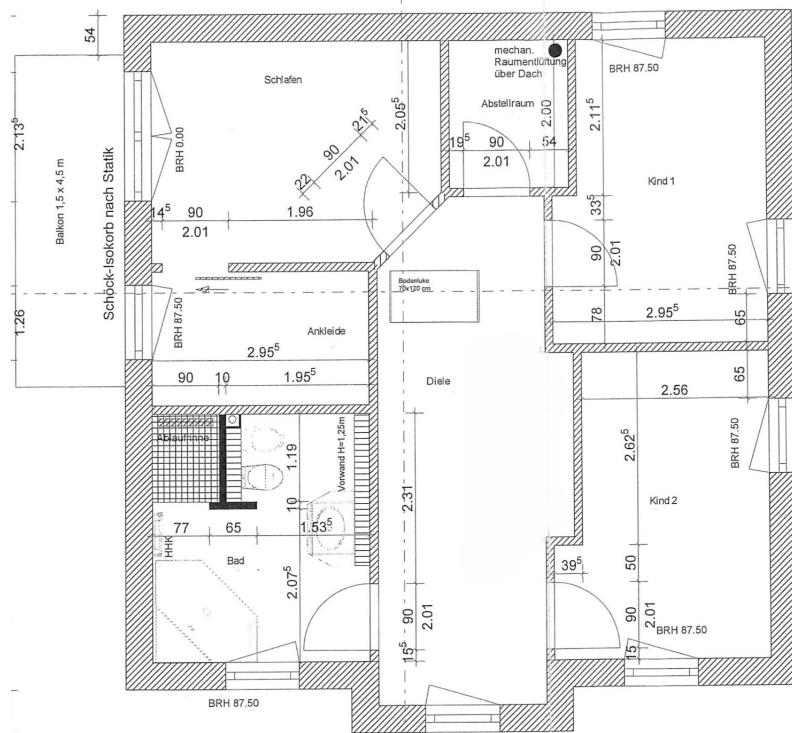 54
2.13⁵
Balkon 1,5 x 4,5 m
1.26
Schöck-Isokorb nach Statik
BRH 0.00
BRH 87.50
Schlafen
2.05⁵
21⁵
90
2.01
22
14⁵
90
1.96
2.01
mechan.
Raumentlüftung
über Dach
Abstellraum
2.00
19⁵
90
54
2.01
BRH 87.50
2.11⁵
Kind 1
33⁵
90
2.01
78
BRH 87.50
2.95⁵
65
Bodenluke
70x120 cm
Ankleide
2.95⁵
90
10
1.95⁵
Diele
65
2.56
2.62⁵
BRH 87.50
Kind 2
Ablaufrinne
1.19
Vorwand H=1,25m
10
77
65
1.53⁵
HHK
Bad
2.07⁵
2.31
90
2.01
15⁵
39⁵
50
90
2.01
15
BRH 87.50
BRH 87.50